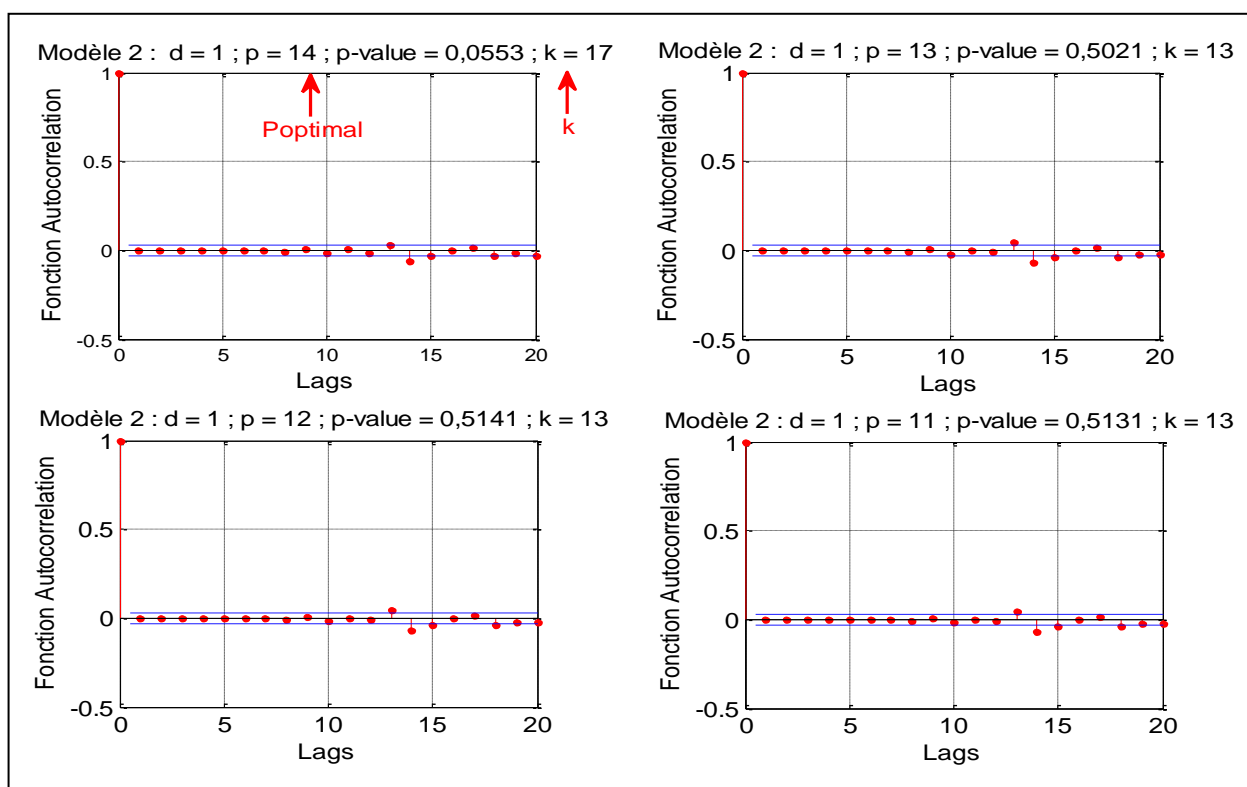 Modèle 2 : d = 1 ; p = 14 ; p-value = 0,0553 ; k = 17
Poptimal
k
Fonction Autocorrelation
1
0.5
0
-0.5
0 5 10 15 20
Lags
Modèle 2 : d = 1 ; p = 13 ; p-value = 0,5021 ; k = 13
Fonction Autocorrelation
1
0.5
0
-0.5
0 5 10 15 20
Lags
Modèle 2 : d = 1 ; p = 12 ; p-value = 0,5141 ; k = 13
Fonction Autocorrelation
1
0.5
0
-0.5
0 5 10 15 20
Lags
Modèle 2 : d = 1 ; p = 11 ; p-value = 0,5131 ; k = 13
Fonction Autocorrelation
1
0.5
0
-0.5
0 5 10 15 20
Lags